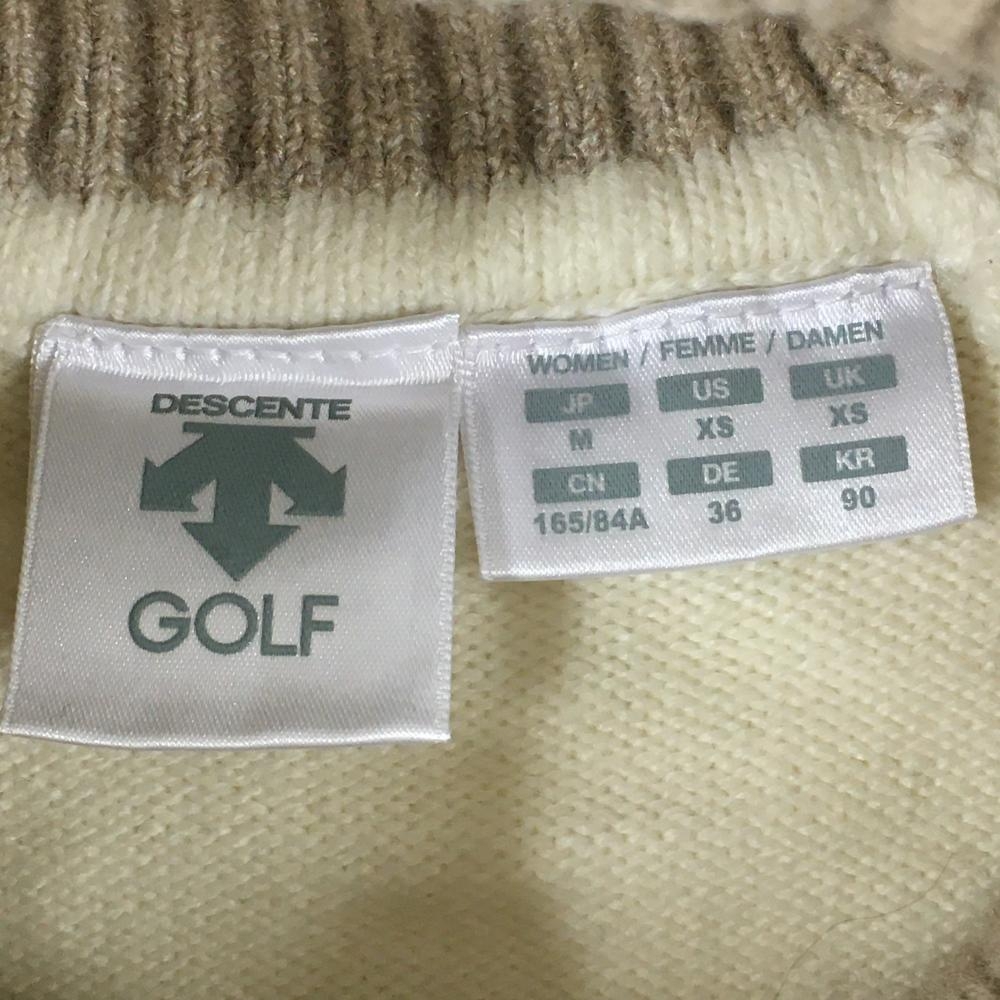 DESCENTE
GOLF
WOMEN / FEMME / DAMEN
JP US UK
M XS XS
CN DE KR
165/84A 36 90